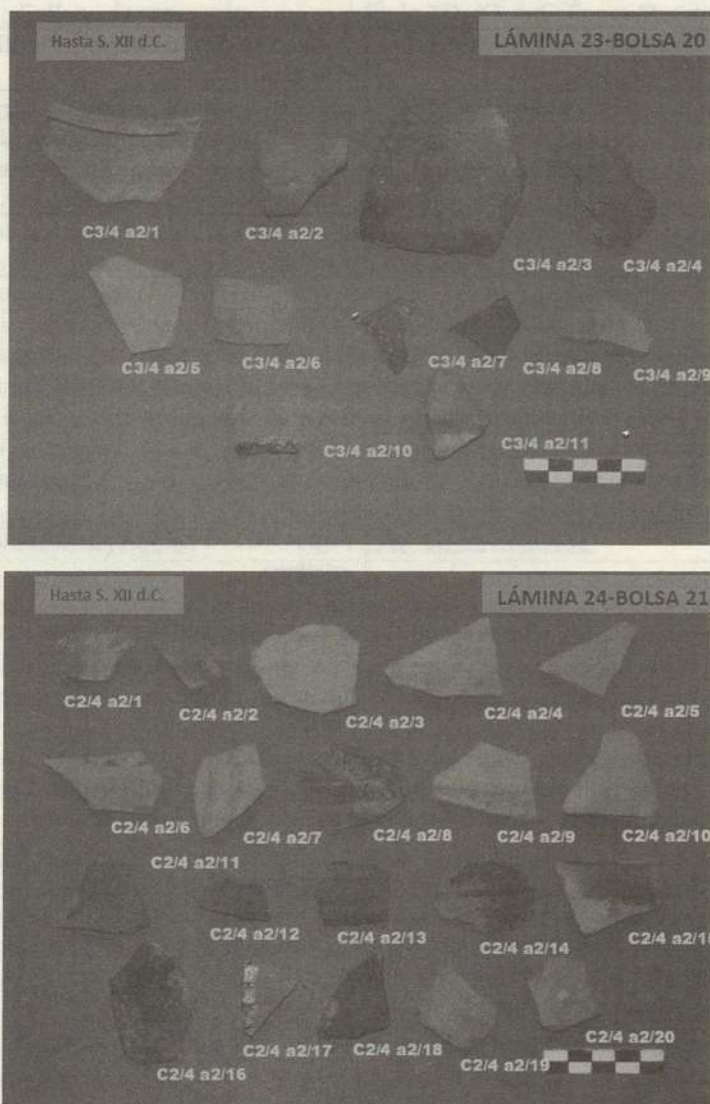 Hasta S. XII d.C.
LÁMINA 23-BOLSA 20
C3/4 a2/1
C3/4 a2/2
C3/4 a2/3
C3/4 a2/4
C3/4 a2/5
C3/4 a2/6
C3/4 a2/7
C3/4 a2/8
C3/4 a2/9
C3/4 a2/10
C3/4 a2/11
Hasta S. XII d.C.
LÁMINA 24-BOLSA 21
C2/4 a2/1
C2/4 a2/2
C2/4 a2/3
C2/4 a2/4
C2/4 a2/5
C2/4 a2/6
C2/4 a2/7
C2/4 a2/8
C2/4 a2/9
C2/4 a2/10
C2/4 a2/11
C2/4 a2/12
C2/4 a2/13
C2/4 a2/14
C2/4 a2/15
C2/4 a2/16
C2/4 a2/17
C2/4 a2/18
C2/4 a2/19
C2/4 a2/20